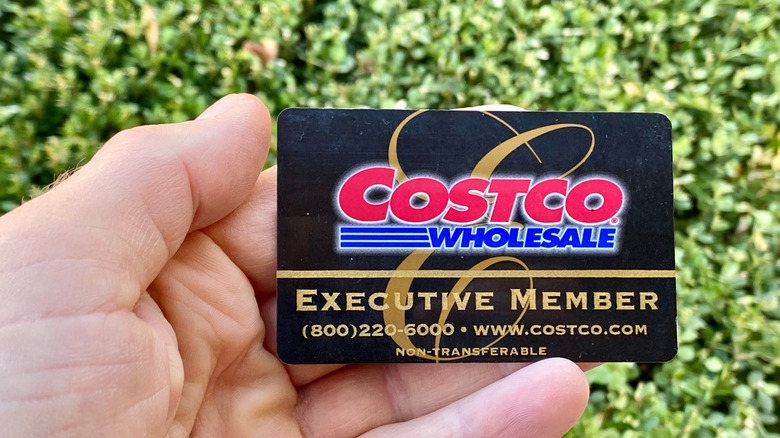 COSTCO
WHOLESALE
EXECUTIVE MEMBER
(800)220-6000 • WWW.COSTCO.COM
NON-TRANSFERABLE